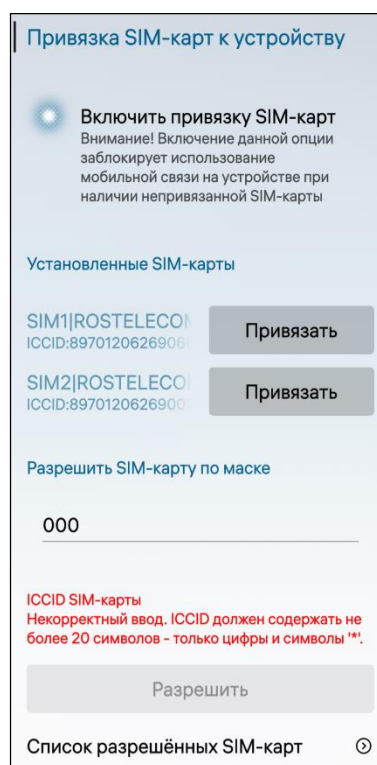 Привязка SIM-карт к устройству
Включить привязку SIM-карт
Внимание! Включение данной опции
заблокирует использование
мобильной связи на устройстве при
наличии непривязанной SIM-карты
Установленные SIM-карты
SIM1|ROSTELECO
Привязать
ICCID:8970120626906
SIM2|ROSTELECO
Привязать
ICCID:8970120626900
Разрешить SIM-карту по маске
000
ICCID SIM-карты
Некорректный ввод. ICCID должен содержать не
более 20 символов - только цифры и символы '*'.
Разрешить
Список разрешённых SIM-карт